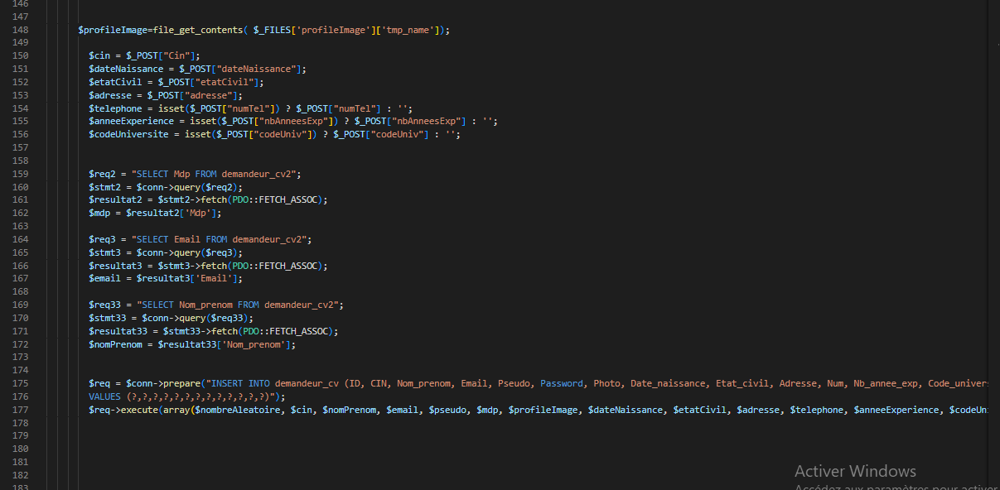 146
147
148 $profileImage=file_get_contents( $_FILES['profileImage']['tmp_name']);
149
150 $cin = $_POST["Cin"];
151 $dateNaissance = $_POST["dateNaissance"];
152 $etatCivil = $_POST["etatCivil"];
153 $adresse = $_POST["adresse"];
154 $telephone = isset($_POST["numTel"]) ? $_POST["numTel"] : '';
155 $anneeExperience = isset($_POST["nbAnneesExp"]) ? $_POST["nbAnneesExp"] : '';
156 $codeUniversite = isset($_POST["codeUniv"]) ? $_POST["codeUniv"] : '';
157
158
159 $req2 = "SELECT Mdp FROM demandeur_cv2";
160 $stmt2 = $conn->query($req2);
161 $resultat2 = $stmt2->fetch(PDO::FETCH_ASSOC);
162 $mdp = $resultat2['Mdp'];
163
164 $req3 = "SELECT Email FROM demandeur_cv2";
165 $stmt3 = $conn->query($req3);
166 $resultat3 = $stmt3->fetch(PDO::FETCH_ASSOC);
167 $email = $resultat3['Email'];
168
169 $req33 = "SELECT Nom_prenom FROM demandeur_cv2";
170 $stmt33 = $conn->query($req33);
171 $resultat33 = $stmt33->fetch(PDO::FETCH_ASSOC);
172 $nomPrenom = $resultat33['Nom_prenom'];
173
174
175 $req = $conn->prepare("INSERT INTO demandeur_cv (ID, CIN, Nom_prenom, Email, Pseudo, Password, Photo, Date_naissance, Etat_civil, Adresse, Num, Nb_annee_exp, Code_univers
176 VALUES (?,?,?,?,?,?,?,?,?,?,?,?,?)");
177 $req->execute(array($nombreAleatoire, $cin, $nomPrenom, $email, $pseudo, $mdp, $profileImage, $dateNaissance, $etatCivil, $adresse, $telephone, $anneeExperience, $codeUn
178
179
180
181
182
183
Activer Windows
Accédez aux paramètres pour activer